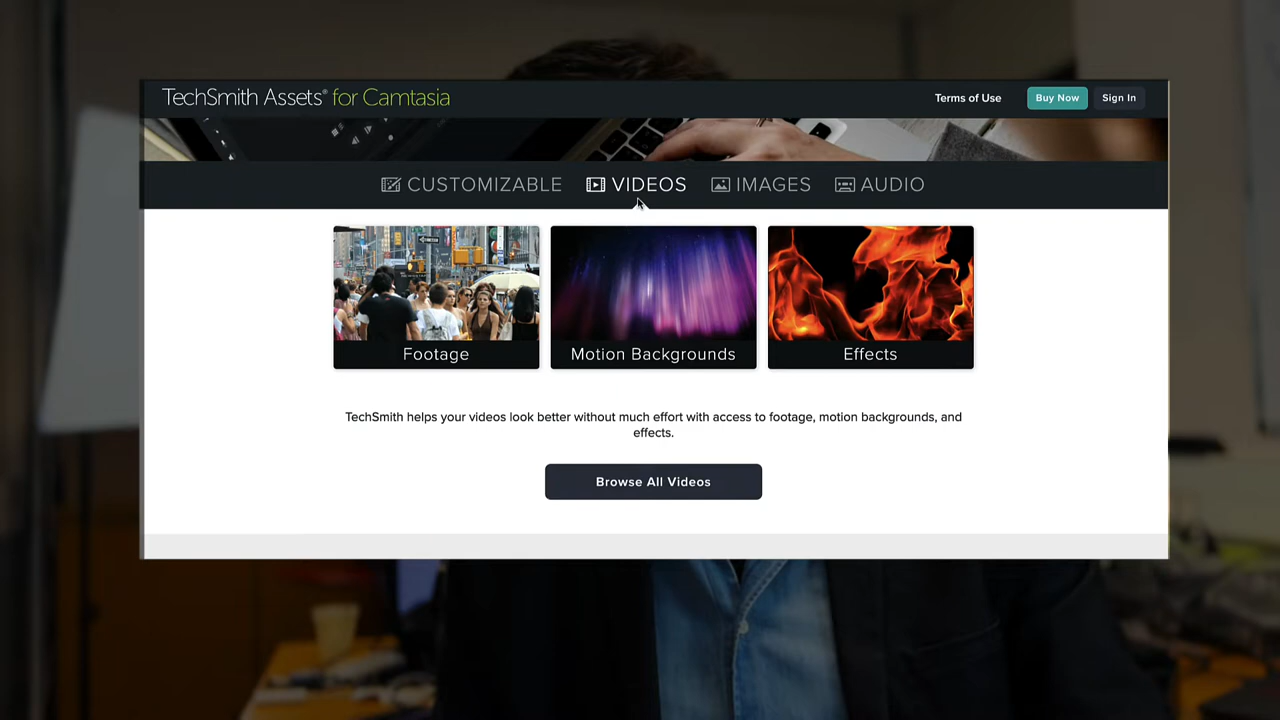 TechSmith Assets® for Camtasia
Terms of Use
Buy Now
Sign In
CUSTOMIZABLE
VIDEOS
IMAGES
AUDIO
Footage
Motion Backgrounds
Effects
TechSmith helps your videos look better without much effort with access to footage, motion backgrounds, and
effects.
Browse All Videos